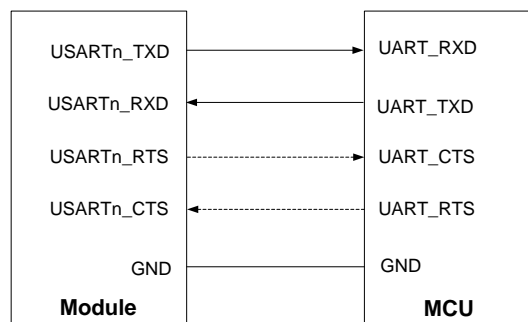 USARTn_TXD UART_RXD
USARTn_RXD UART_TXD
USARTn_RTS UART_CTS
USARTn_CTS UART_RTS
GND GND
Module MCU